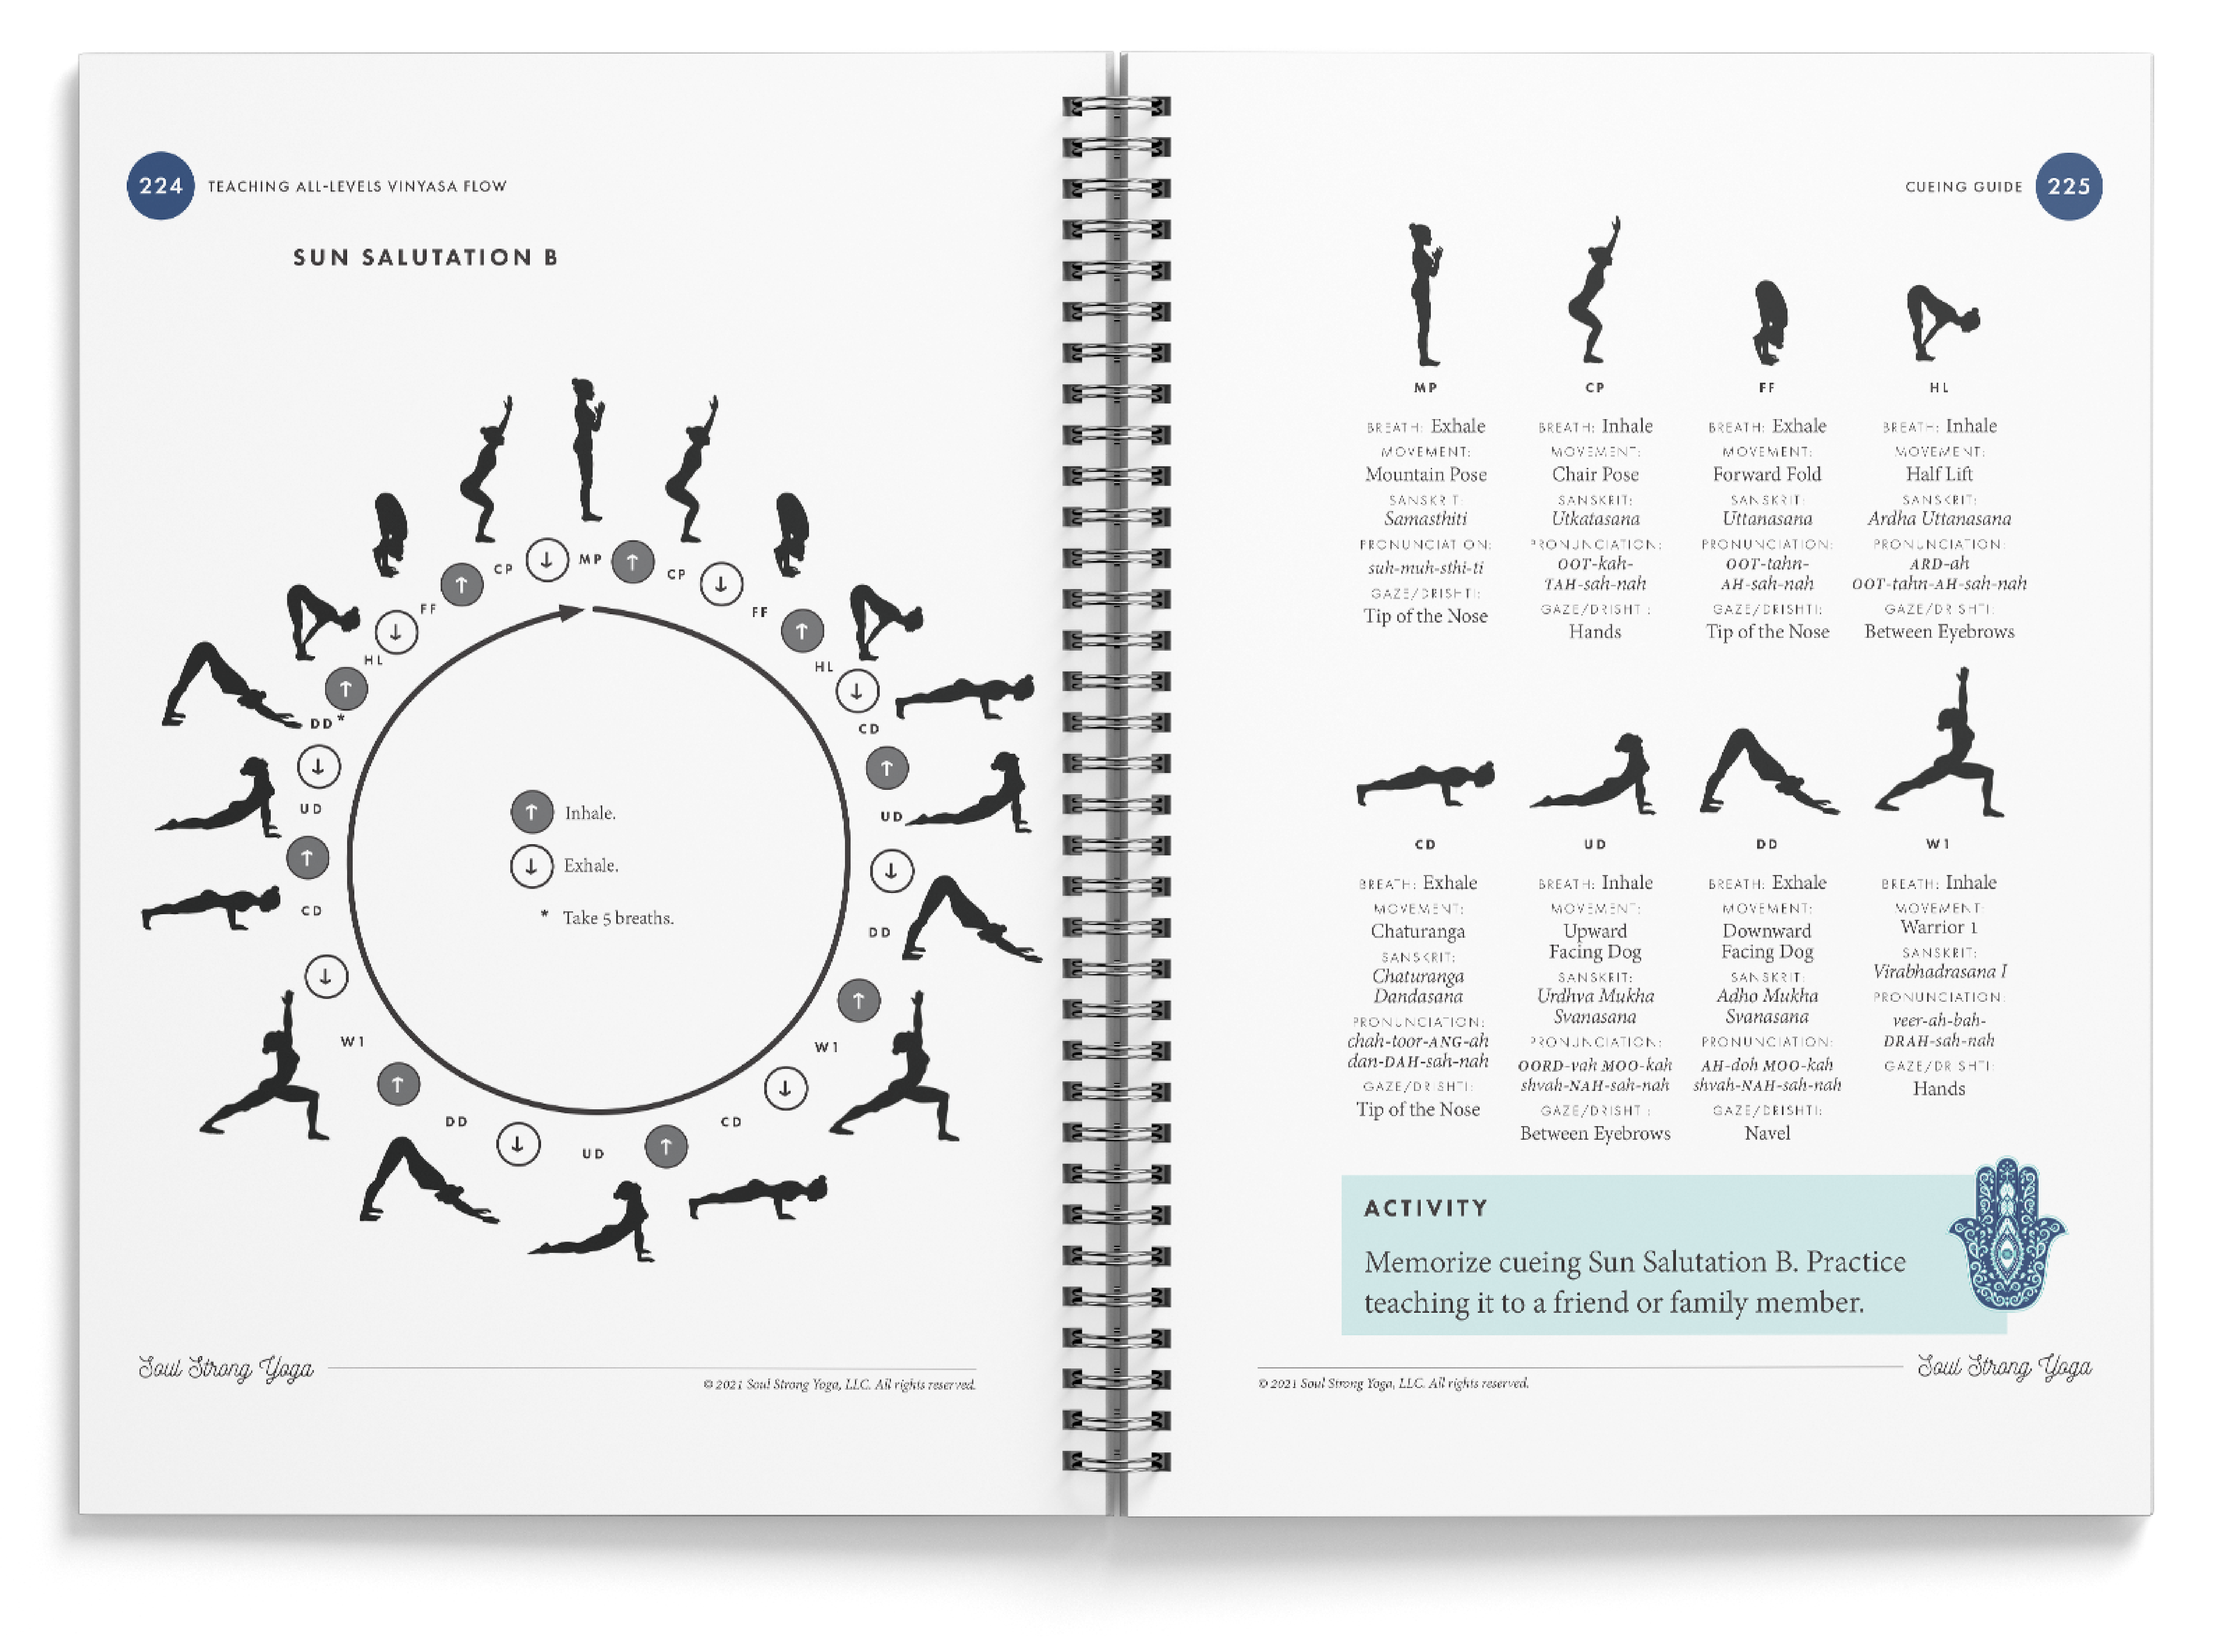 224 TEACHING ALL-LEVELS VINYASA FLOW
SUN SALUTATION B
MP
CP
FF
HL
CD
UD
DD
W1
CD
UD
DD
W1
CD
UD
DD*
HL
FF
CP
Inhale.
Exhale.
* Take 5 breaths.
Soul Strong Yoga
© 2021 Soul Strong Yoga, LLC. All rights reserved.
CUEING GUIDE 225
MP
BREATH: Exhale
MOVEMENT:
Mountain Pose
SANSKRIT:
Samasthiti
PRONUNCIATION:
suh-muh-sthi-ti
GAZE/DRISHTI:
Tip of the Nose
CP
BREATH: Inhale
MOVEMENT:
Chair Pose
SANSKRIT:
Utkatasana
PRONUNCIATION:
OOT-kah-
TAH-sah-nah
GAZE/DRISHTI:
Hands
FF
BREATH: Exhale
MOVEMENT:
Forward Fold
SANSKRIT:
Uttanasana
PRONUNCIATION:
OOT-tahn-
AH-sah-nah
GAZE/DRISHTI:
Tip of the Nose
HL
BREATH: Inhale
MOVEMENT:
Half Lift
SANSKRIT:
Ardha Uttanasana
PRONUNCIATION:
ARD-ah
OOT-tahn-AH-sah-nah
GAZE/DRISHTI:
Between Eyebrows
CD
BREATH: Exhale
MOVEMENT:
Chaturanga
SANSKRIT:
Chaturanga
Dandasana
PRONUNCIATION:
chah-toor-ANG-ah
dan-DAH-sah-nah
GAZE/DRISHTI:
Tip of the Nose
UD
BREATH: Inhale
MOVEMENT:
Upward
Facing Dog
SANSKRIT:
Urdhva Mukha
Svanasana
PRONUNCIATION:
OORD-vah MOO-kah
shvah-NAH-sah-nah
GAZE/DRISHTI:
Between Eyebrows
DD
BREATH: Exhale
MOVEMENT:
Downward
Facing Dog
SANSKRIT:
Adho Mukha
Svanasana
PRONUNCIATION:
AH-doh MOO-kah
shvah-NAH-sah-nah
GAZE/DRISHTI:
Navel
W1
BREATH: Inhale
MOVEMENT:
Warrior 1
SANSKRIT:
Virabhadrasana I
PRONUNCIATION:
veer-ah-bah-
DRAH-sah-nah
GAZE/DRISHTI:
Hands
ACTIVITY
Memorize cueing Sun Salutation B. Practice
teaching it to a friend or family member.
Soul Strong Yoga
© 2021 Soul Strong Yoga, LLC. All rights reserved.